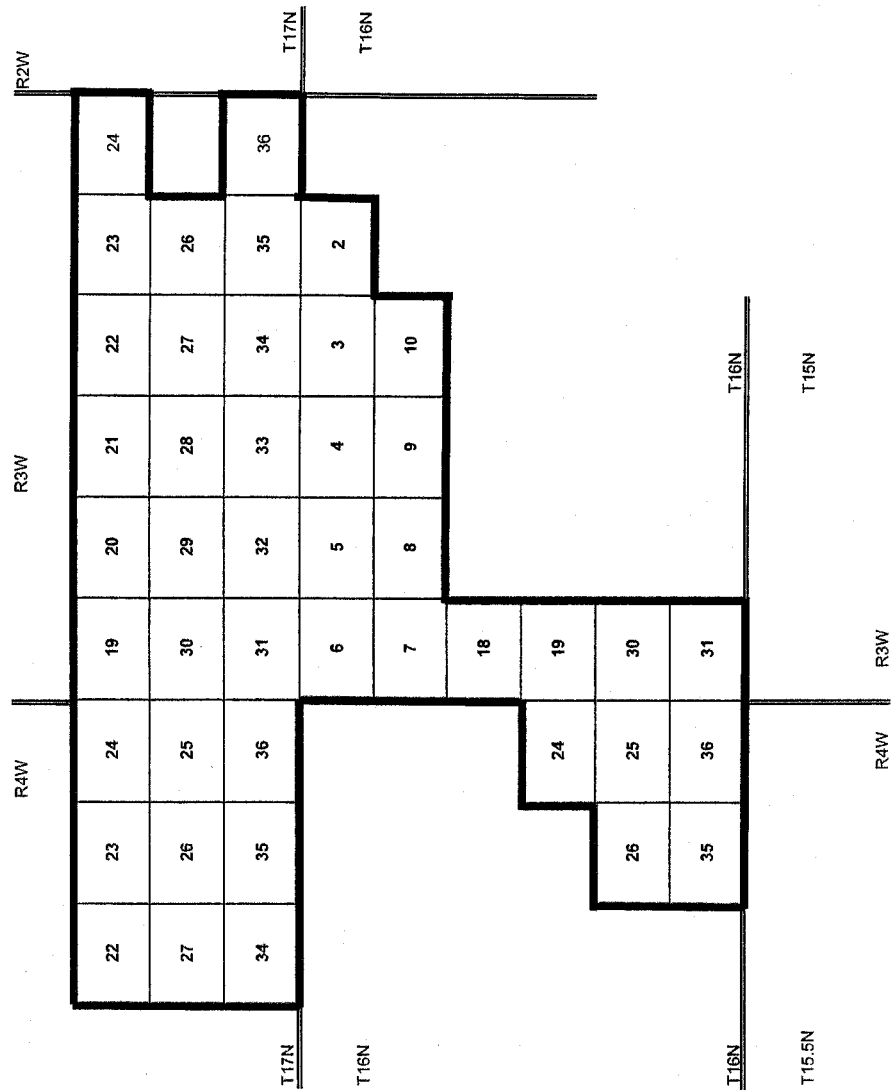 R4W R3W R2W
22 23 24 19 20 21 22 23 24
27 26 25 30 29 28 27 26
34 35 36 31 32 33 34 35 36
T17N T17N
T16N T16N
6 5 4 3 2
7 8 9 10
18
24 19
26 25 30
35 36 31
T16N T16N
T15.5N T15N
R4W R3W